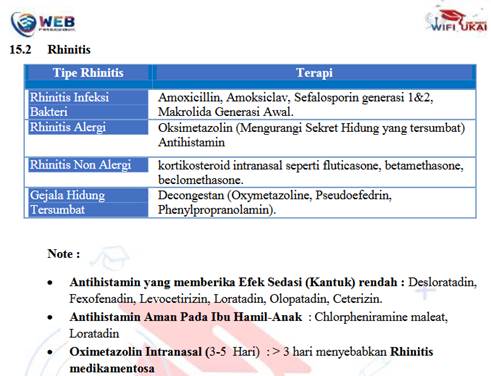 WEB
WIFI UKAI
15.2 Rhinitis
Tipe Rhinitis Terapi
Rhinitis Infeksi Bakteri
Amoxicillin, Amoksiclav, Sefalosporin generasi 1&2,
Makrolida Generasi Awal.
Rhinitis Alergi
Oksimetazolin (Mengurangi Sekret Hidung yang tersumbat)
Antihistamin
Rhinitis Non Alergi
kortikosteroid intranasal seperti fluticasone, betamethasone,
beclomethasone.
Gejala Hidung
Tersumbat
Decongestan (Oxymetazoline, Pseudoefedrin,
Phenylpropranolamin).
Note :
• Antihistamin yang memberika Efek Sedasi (Kantuk) rendah : Desloratadin,
Fexofenadin, Levocetirizin, Loratadin, Olopatadin, Ceterizin.
• Antihistamin Aman Pada Ibu Hamil-Anak : Chlorpheniramine maleat,
Loratadin
• Oximetazolin Intranasal (3-5 Hari) : > 3 hari menyebabkan Rhinitis
medikamentosa